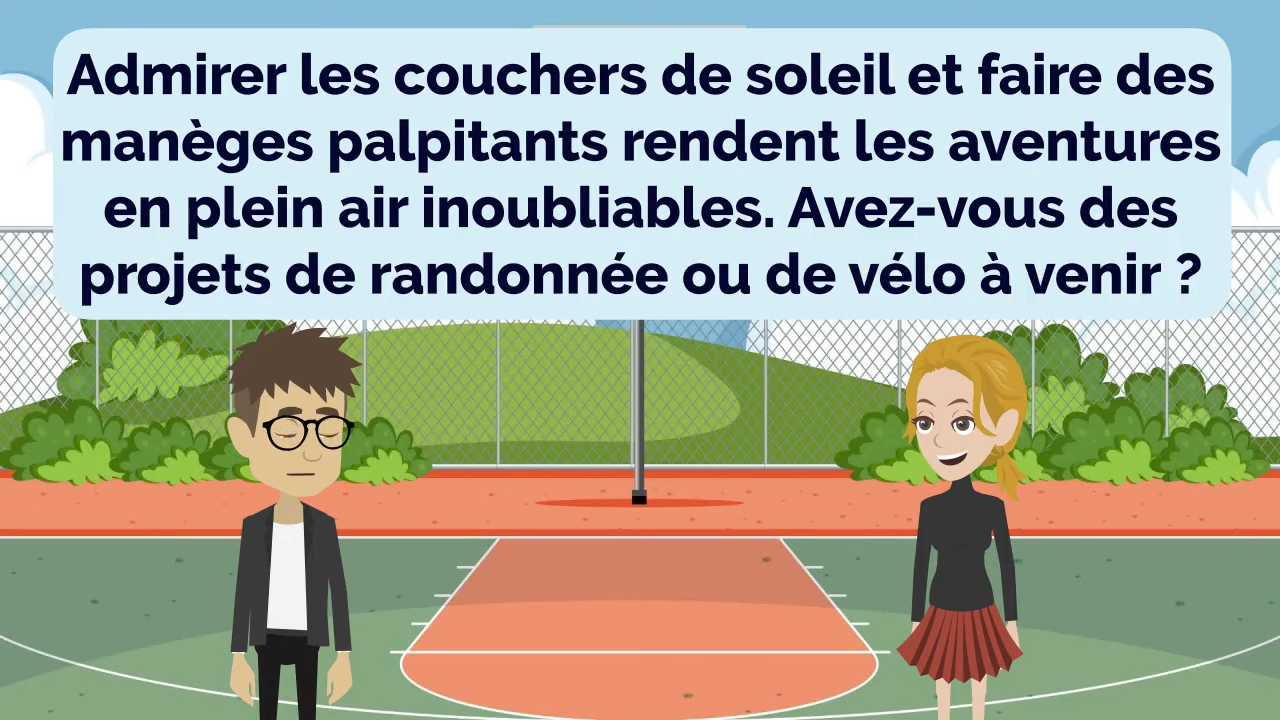 Admirer les couchers de soleil et faire des
manèges palpitants rendent les aventures
en plein air inoubliables. Avez-vous des
projets de randonnée ou de vélo à venir ?